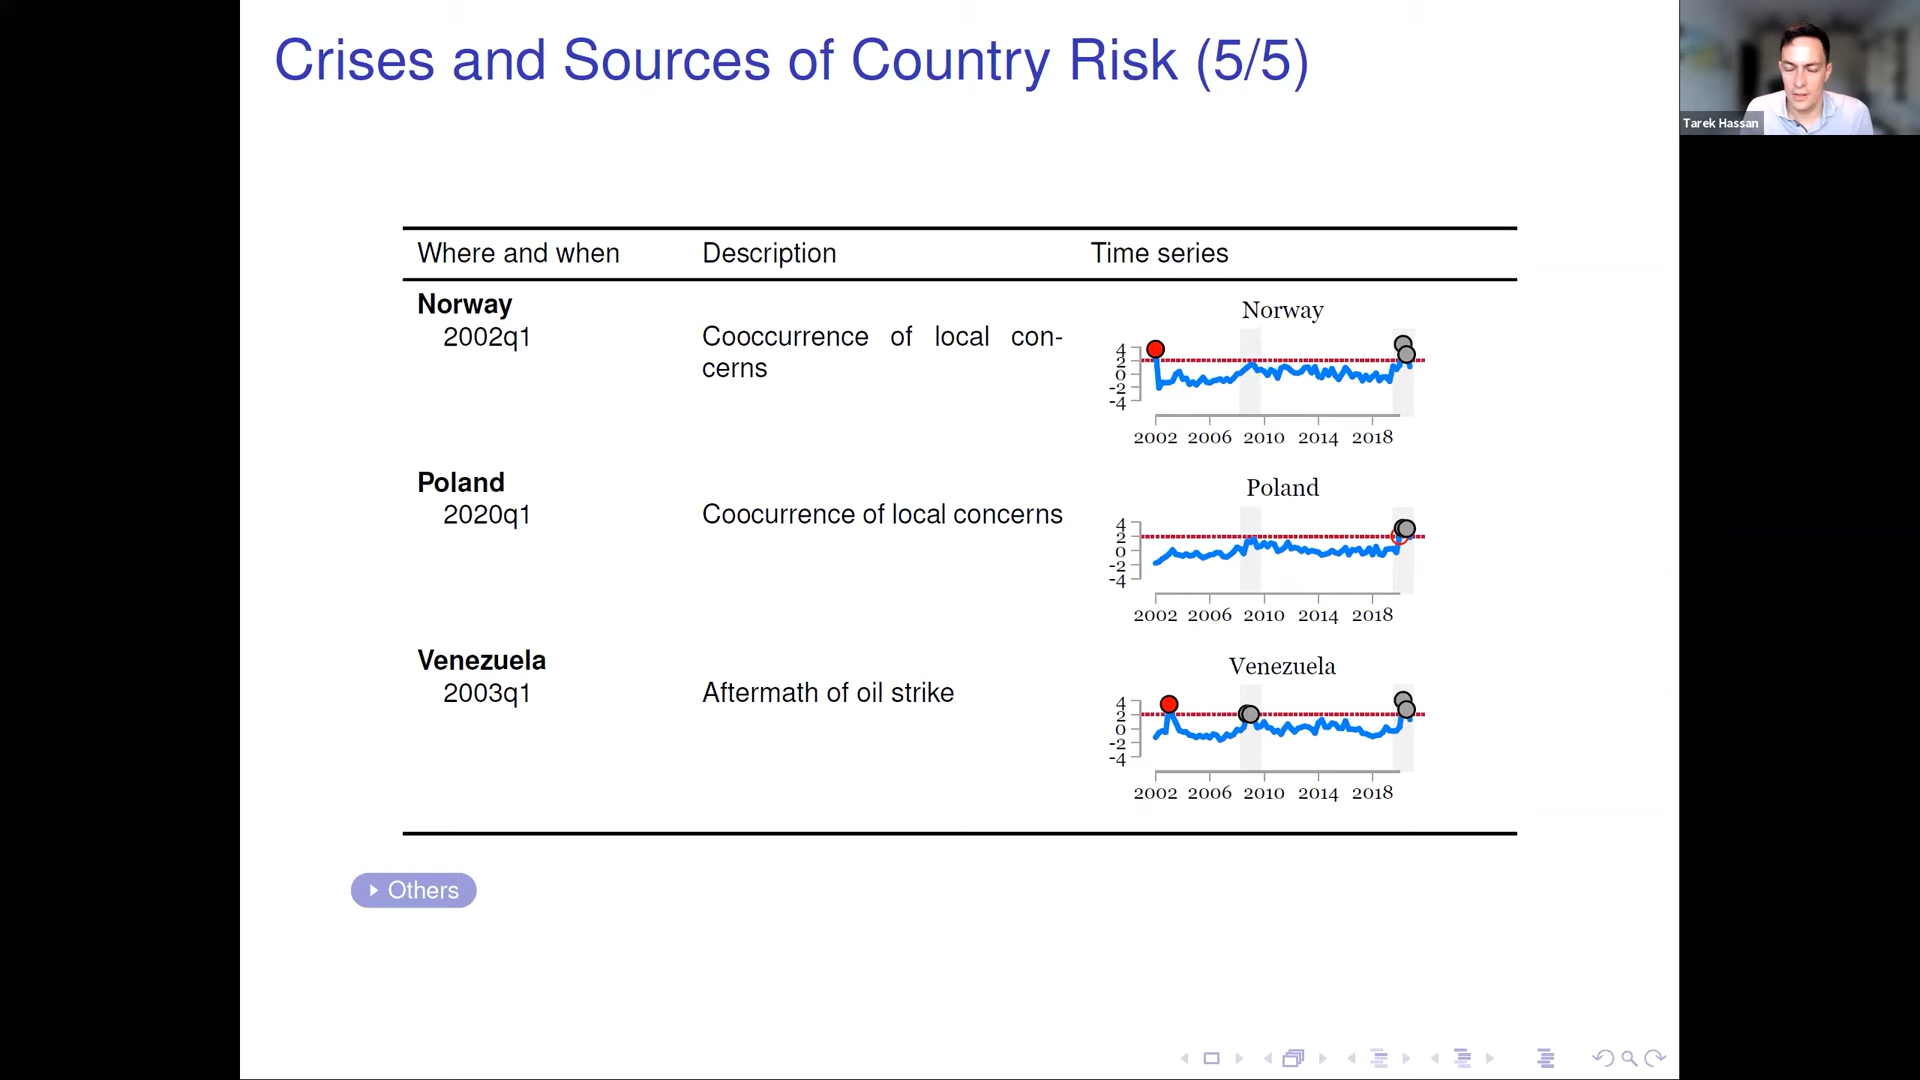 Crises and Sources of Country Risk (5/5)
Tarek Hassan
Where and when Description Time series
Norway
2002q1 Cooccurrence of local con-
cerns
Norway
4
2
0
-2
-4
2002 2006 2010 2014 2018
Poland
2020q1 Coocurrence of local concerns
Poland
4
2
0
-2
-4
2002 2006 2010 2014 2018
Venezuela
2003q1 Aftermath of oil strike
Venezuela
4
2
0
-2
-4
2002 2006 2010 2014 2018
Others